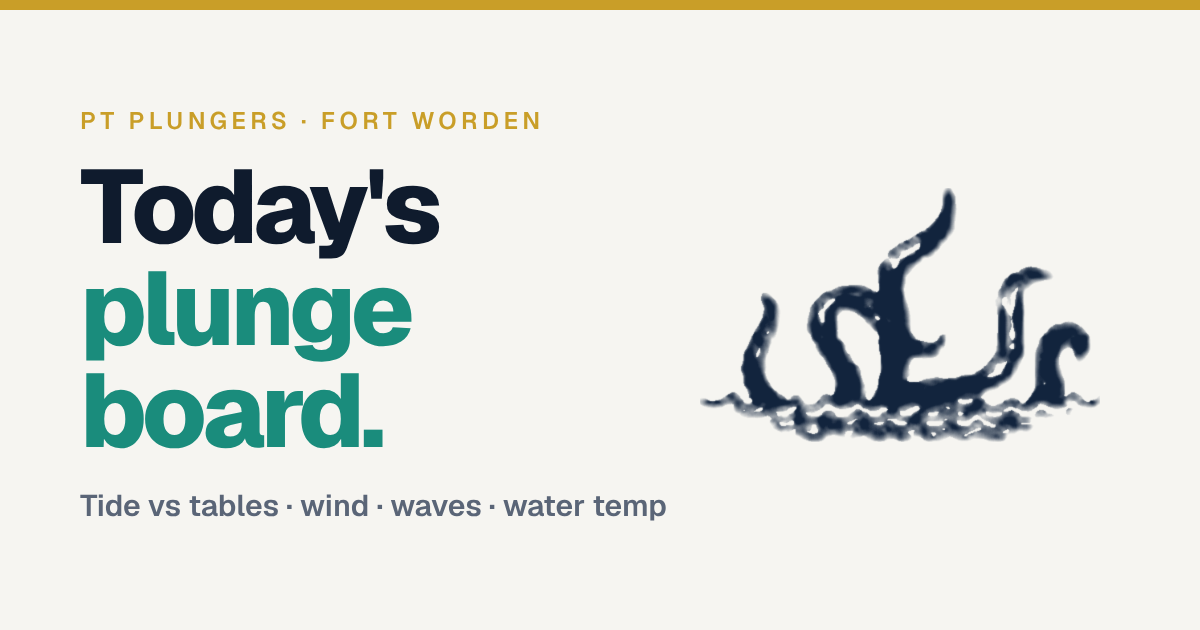 PT PLUNGERS · FORT WORDEN
Today's
plunge
board.
Tide vs tables · wind · waves · water temp